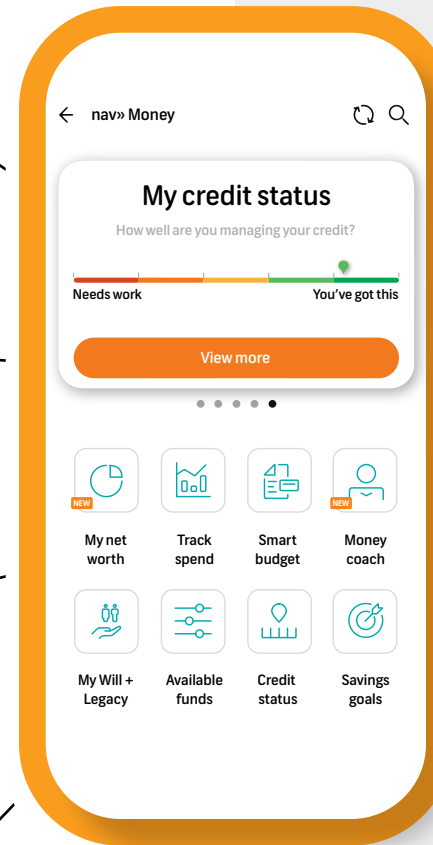 nav» Money
My credit status
How well are you managing your credit?
Needs work You've got this
View more
NEW NEW
My net Track Smart Money
worth spend budget coach
My Will + Available Credit Savings
Legacy funds status goals